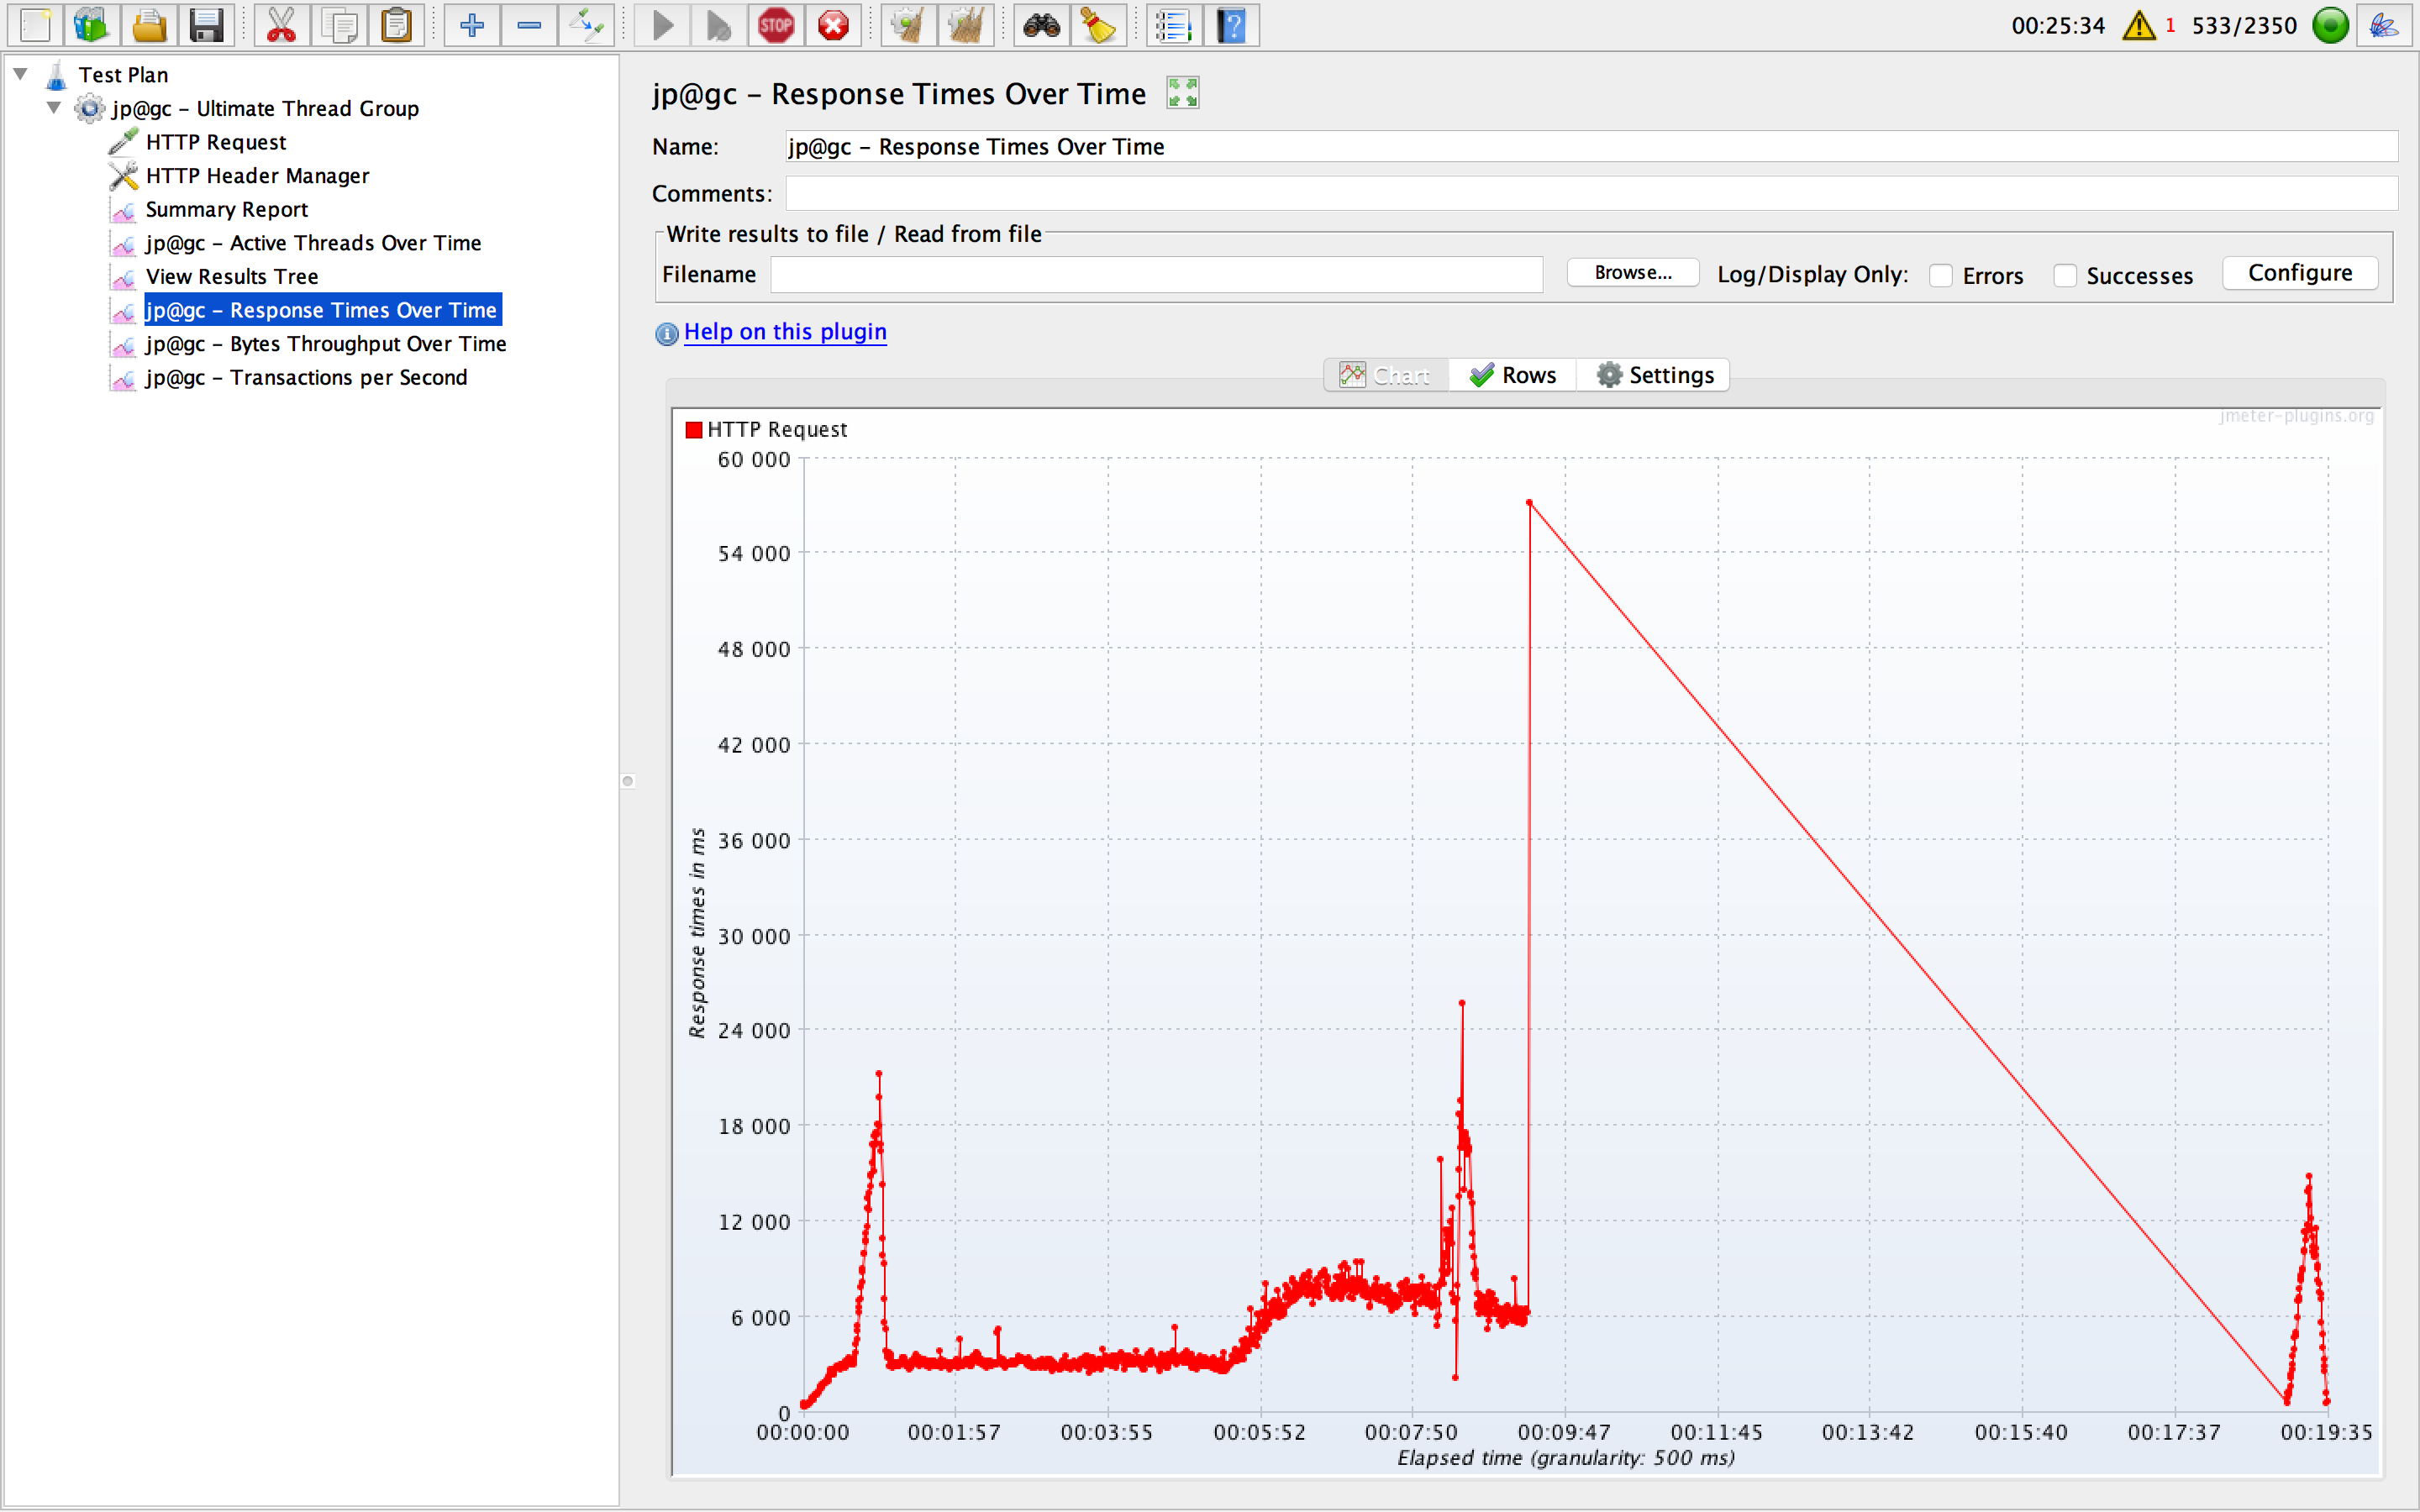 STOP
00:25:34 1 533/2350
Test Plan
jp@gc – Ultimate Thread Group
HTTP Request
HTTP Header Manager
Summary Report
jp@gc – Active Threads Over Time
View Results Tree
jp@gc – Response Times Over Time
jp@gc – Bytes Throughput Over Time
jp@gc – Transactions per Second
jp@gc – Response Times Over Time
Name: jp@gc – Response Times Over Time
Comments:
Write results to file / Read from file
Filename Browse... Log/Display Only: Errors Successes Configure
Help on this plugin
Chart Rows Settings
jmeter-plugins.org
HTTP Request
60 000
54 000
48 000
42 000
36 000
30 000
24 000
18 000
12 000
6 000
0
Response times in ms
00:00:00 00:01:57 00:03:55 00:05:52 00:07:50 00:09:47 00:11:45 00:13:42 00:15:40 00:17:37 00:19:35
Elapsed time (granularity: 500 ms)